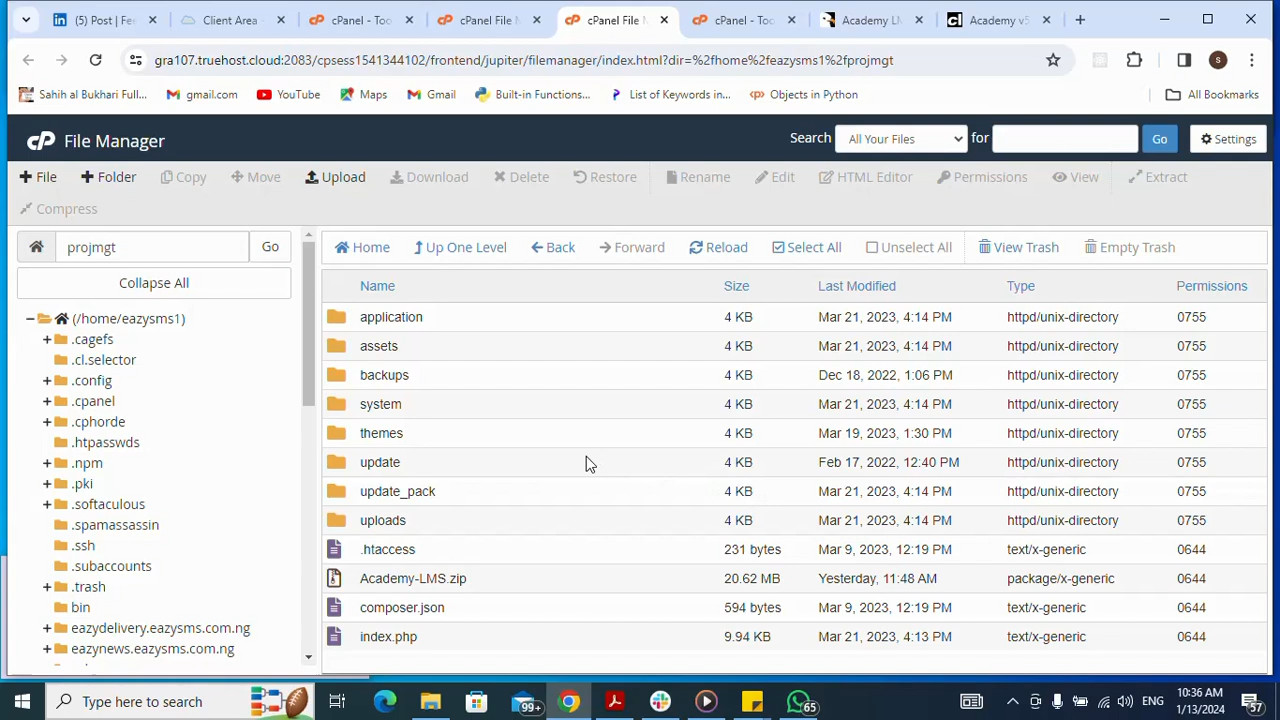 (5) Post | Fee
Client Area
cPanel - Too
cPanel File M
cPanel File M
cPanel - Too
Academy LM
Academy v5
gra107.truehost.cloud:2083/cpsess1541344102/frontend/jupiter/filemanager/index.html?dir=%2fhome%2feazysms1%2fprojmgt
Sahih al Bukhari Full...
gmail.com
YouTube
Maps
Gmail
Built-in Functions...
List of Keywords in...
Objects in Python
All Bookmarks
File Manager
Search
All Your Files
for
Go
Settings
File
Folder
Copy
Move
Upload
Download
Delete
Restore
Rename
Edit
HTML Editor
Permissions
View
Extract
Compress
projmgt
Go
Home
Up One Level
Back
Forward
Reload
Select All
Unselect All
View Trash
Empty Trash
Collapse All
(/home/eazysms1)
.cagefs
.cl.selector
.config
.cpanel
.cphorde
.htpasswds
.npm
.pki
.softaculous
.spamassassin
.ssh
.subaccounts
.trash
bin
eazydelivery.eazysms.com.ng
eazynews.eazysms.com.ng
Name Size Last Modified Type Permissions
application 4 KB Mar 21, 2023, 4:14 PM httpd/unix-directory 0755
assets 4 KB Mar 21, 2023, 4:14 PM httpd/unix-directory 0755
backups 4 KB Dec 18, 2022, 1:06 PM httpd/unix-directory 0755
system 4 KB Mar 21, 2023, 4:14 PM httpd/unix-directory 0755
themes 4 KB Mar 19, 2023, 1:30 PM httpd/unix-directory 0755
update 4 KB Feb 17, 2022, 12:40 PM httpd/unix-directory 0755
update_pack 4 KB Mar 21, 2023, 4:14 PM httpd/unix-directory 0755
uploads 4 KB Mar 21, 2023, 4:14 PM httpd/unix-directory 0755
.htaccess 231 bytes Mar 9, 2023, 12:19 PM text/x-generic 0644
Academy-LMS.zip 20.62 MB Yesterday, 11:48 AM package/x-generic 0644
composer.json 594 bytes Mar 9, 2023, 12:19 PM text/x-generic 0644
index.php 9.94 KB Mar 21, 2023, 4:13 PM text/x-generic 0644
Type here to search
99+
65
ENG
10:36 AM
1/13/2024
57